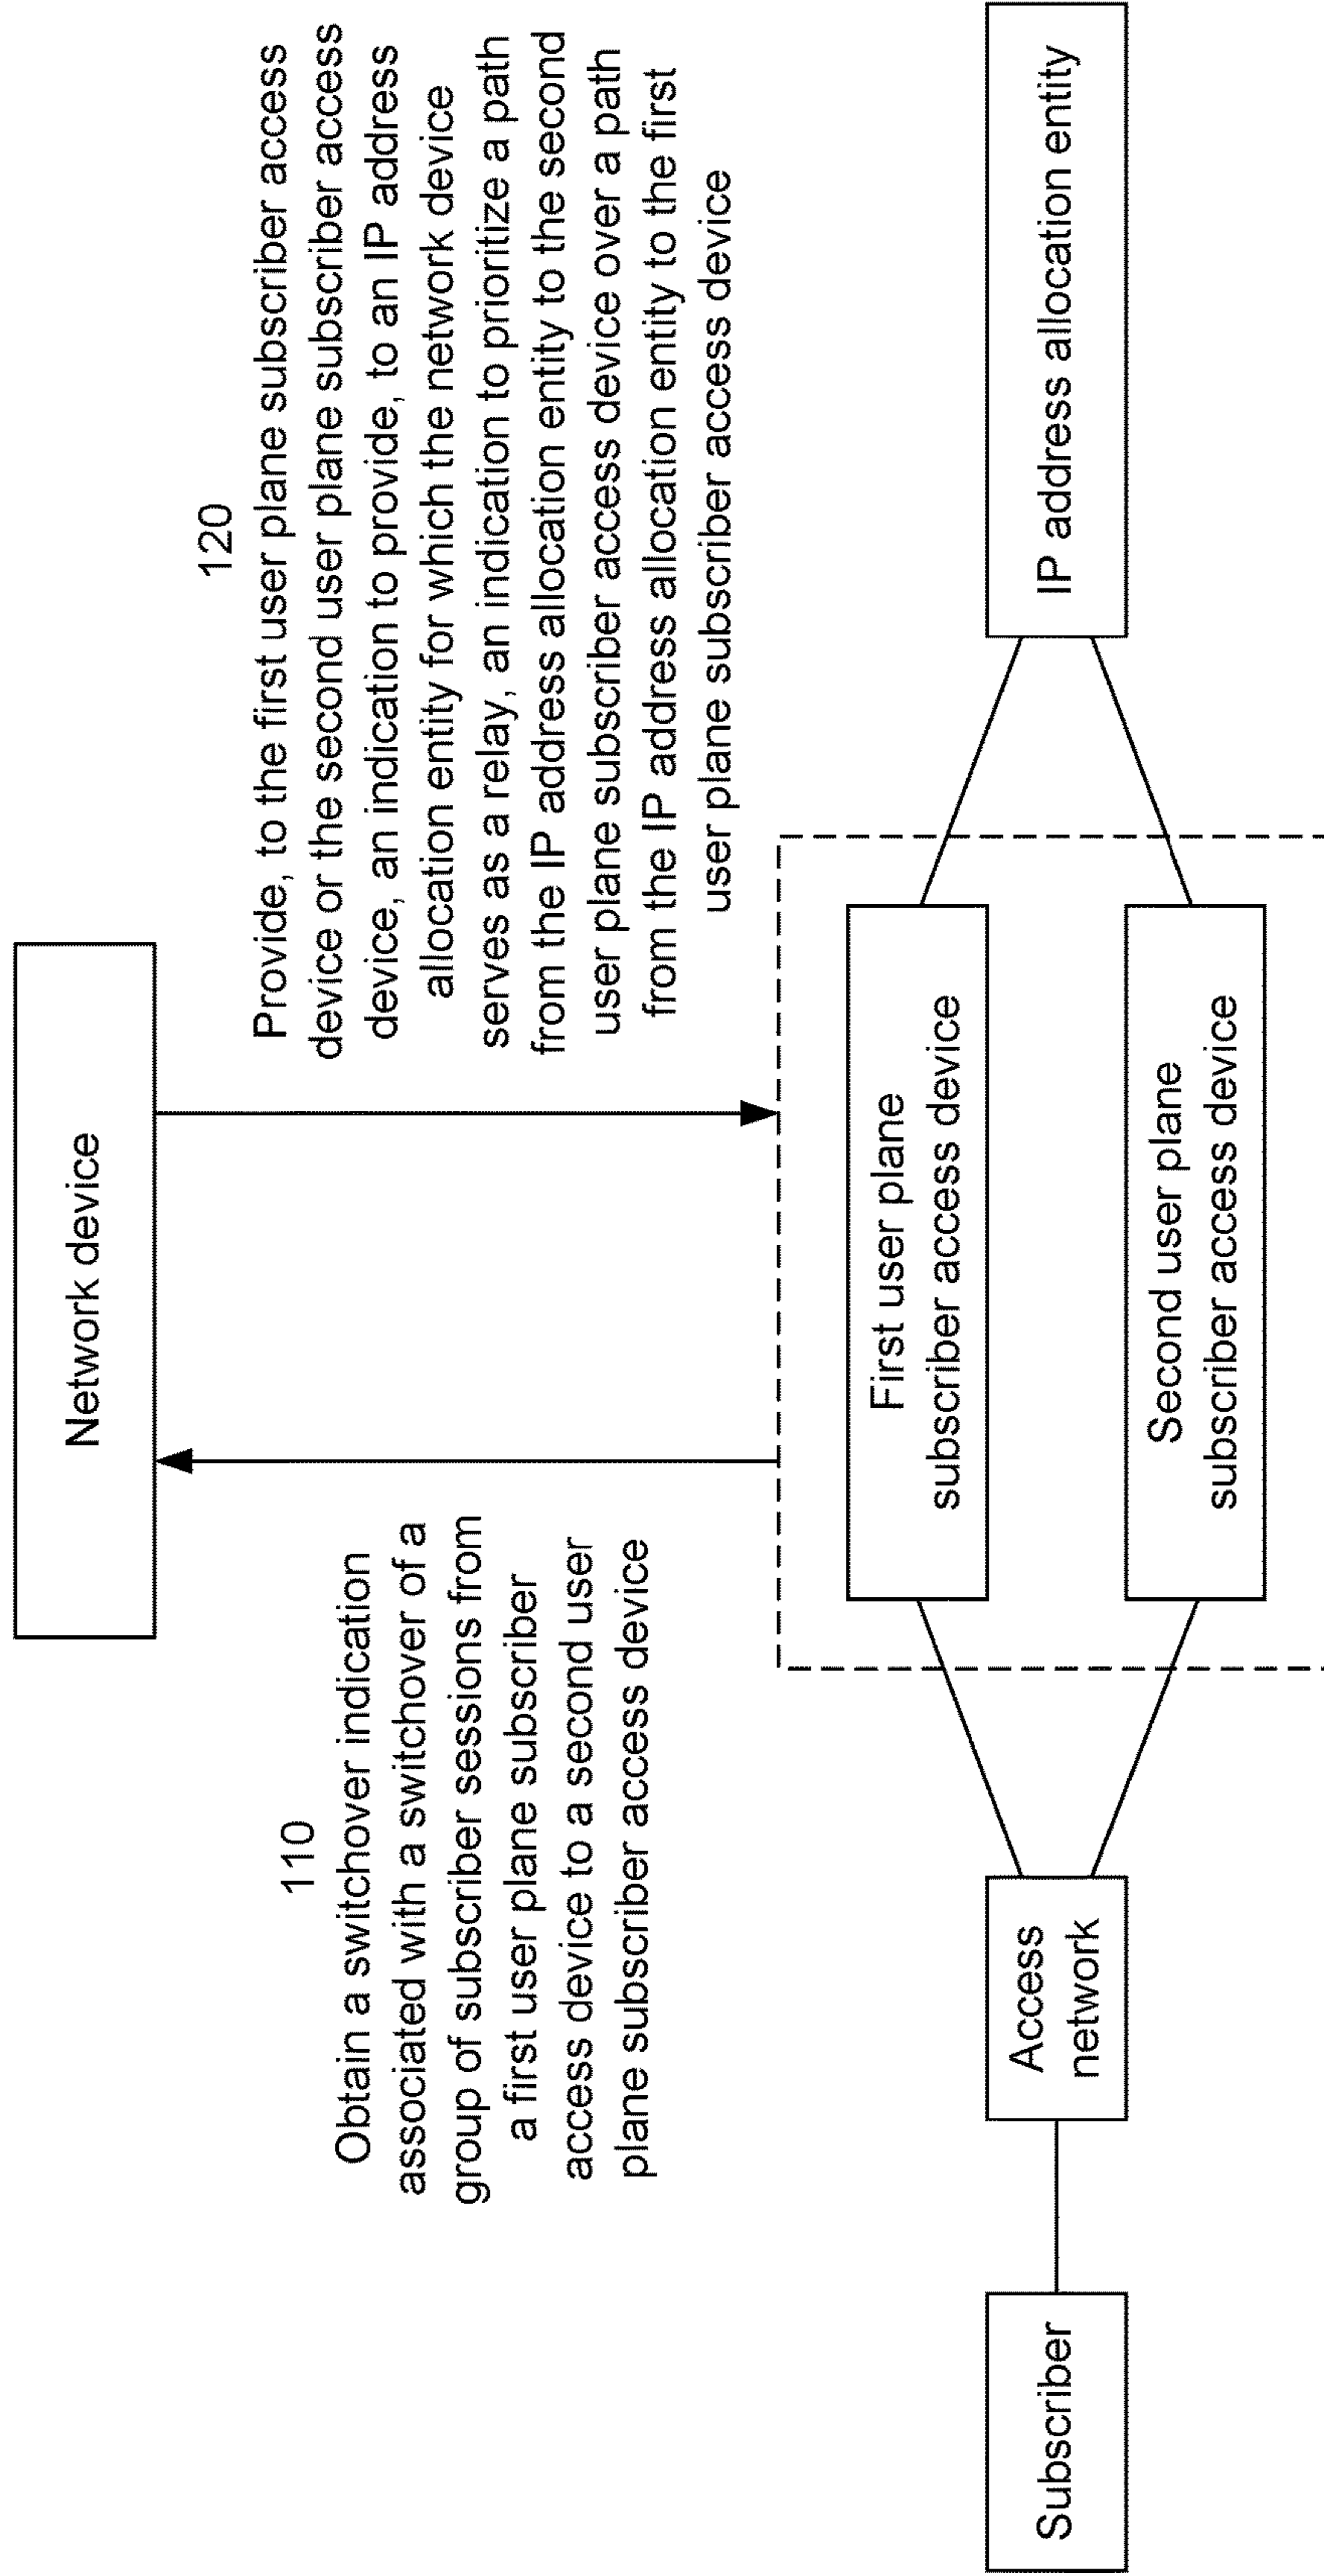 Network device
110
Obtain a switchover indication
associated with a switchover of a
group of subscriber sessions from
a first user plane subscriber
access device to a second user
plane subscriber access device
120
Provide, to the first user plane subscriber access
device or the second user plane subscriber access
device, an indication to provide, to an IP address
allocation entity for which the network device
serves as a relay, an indication to prioritize a path
from the IP address allocation entity to the second
user plane subscriber access device over a path
from the IP address allocation entity to the first
user plane subscriber access device
Subscriber
Access
network
First user plane
subscriber access device
Second user plane
subscriber access device
IP address allocation entity